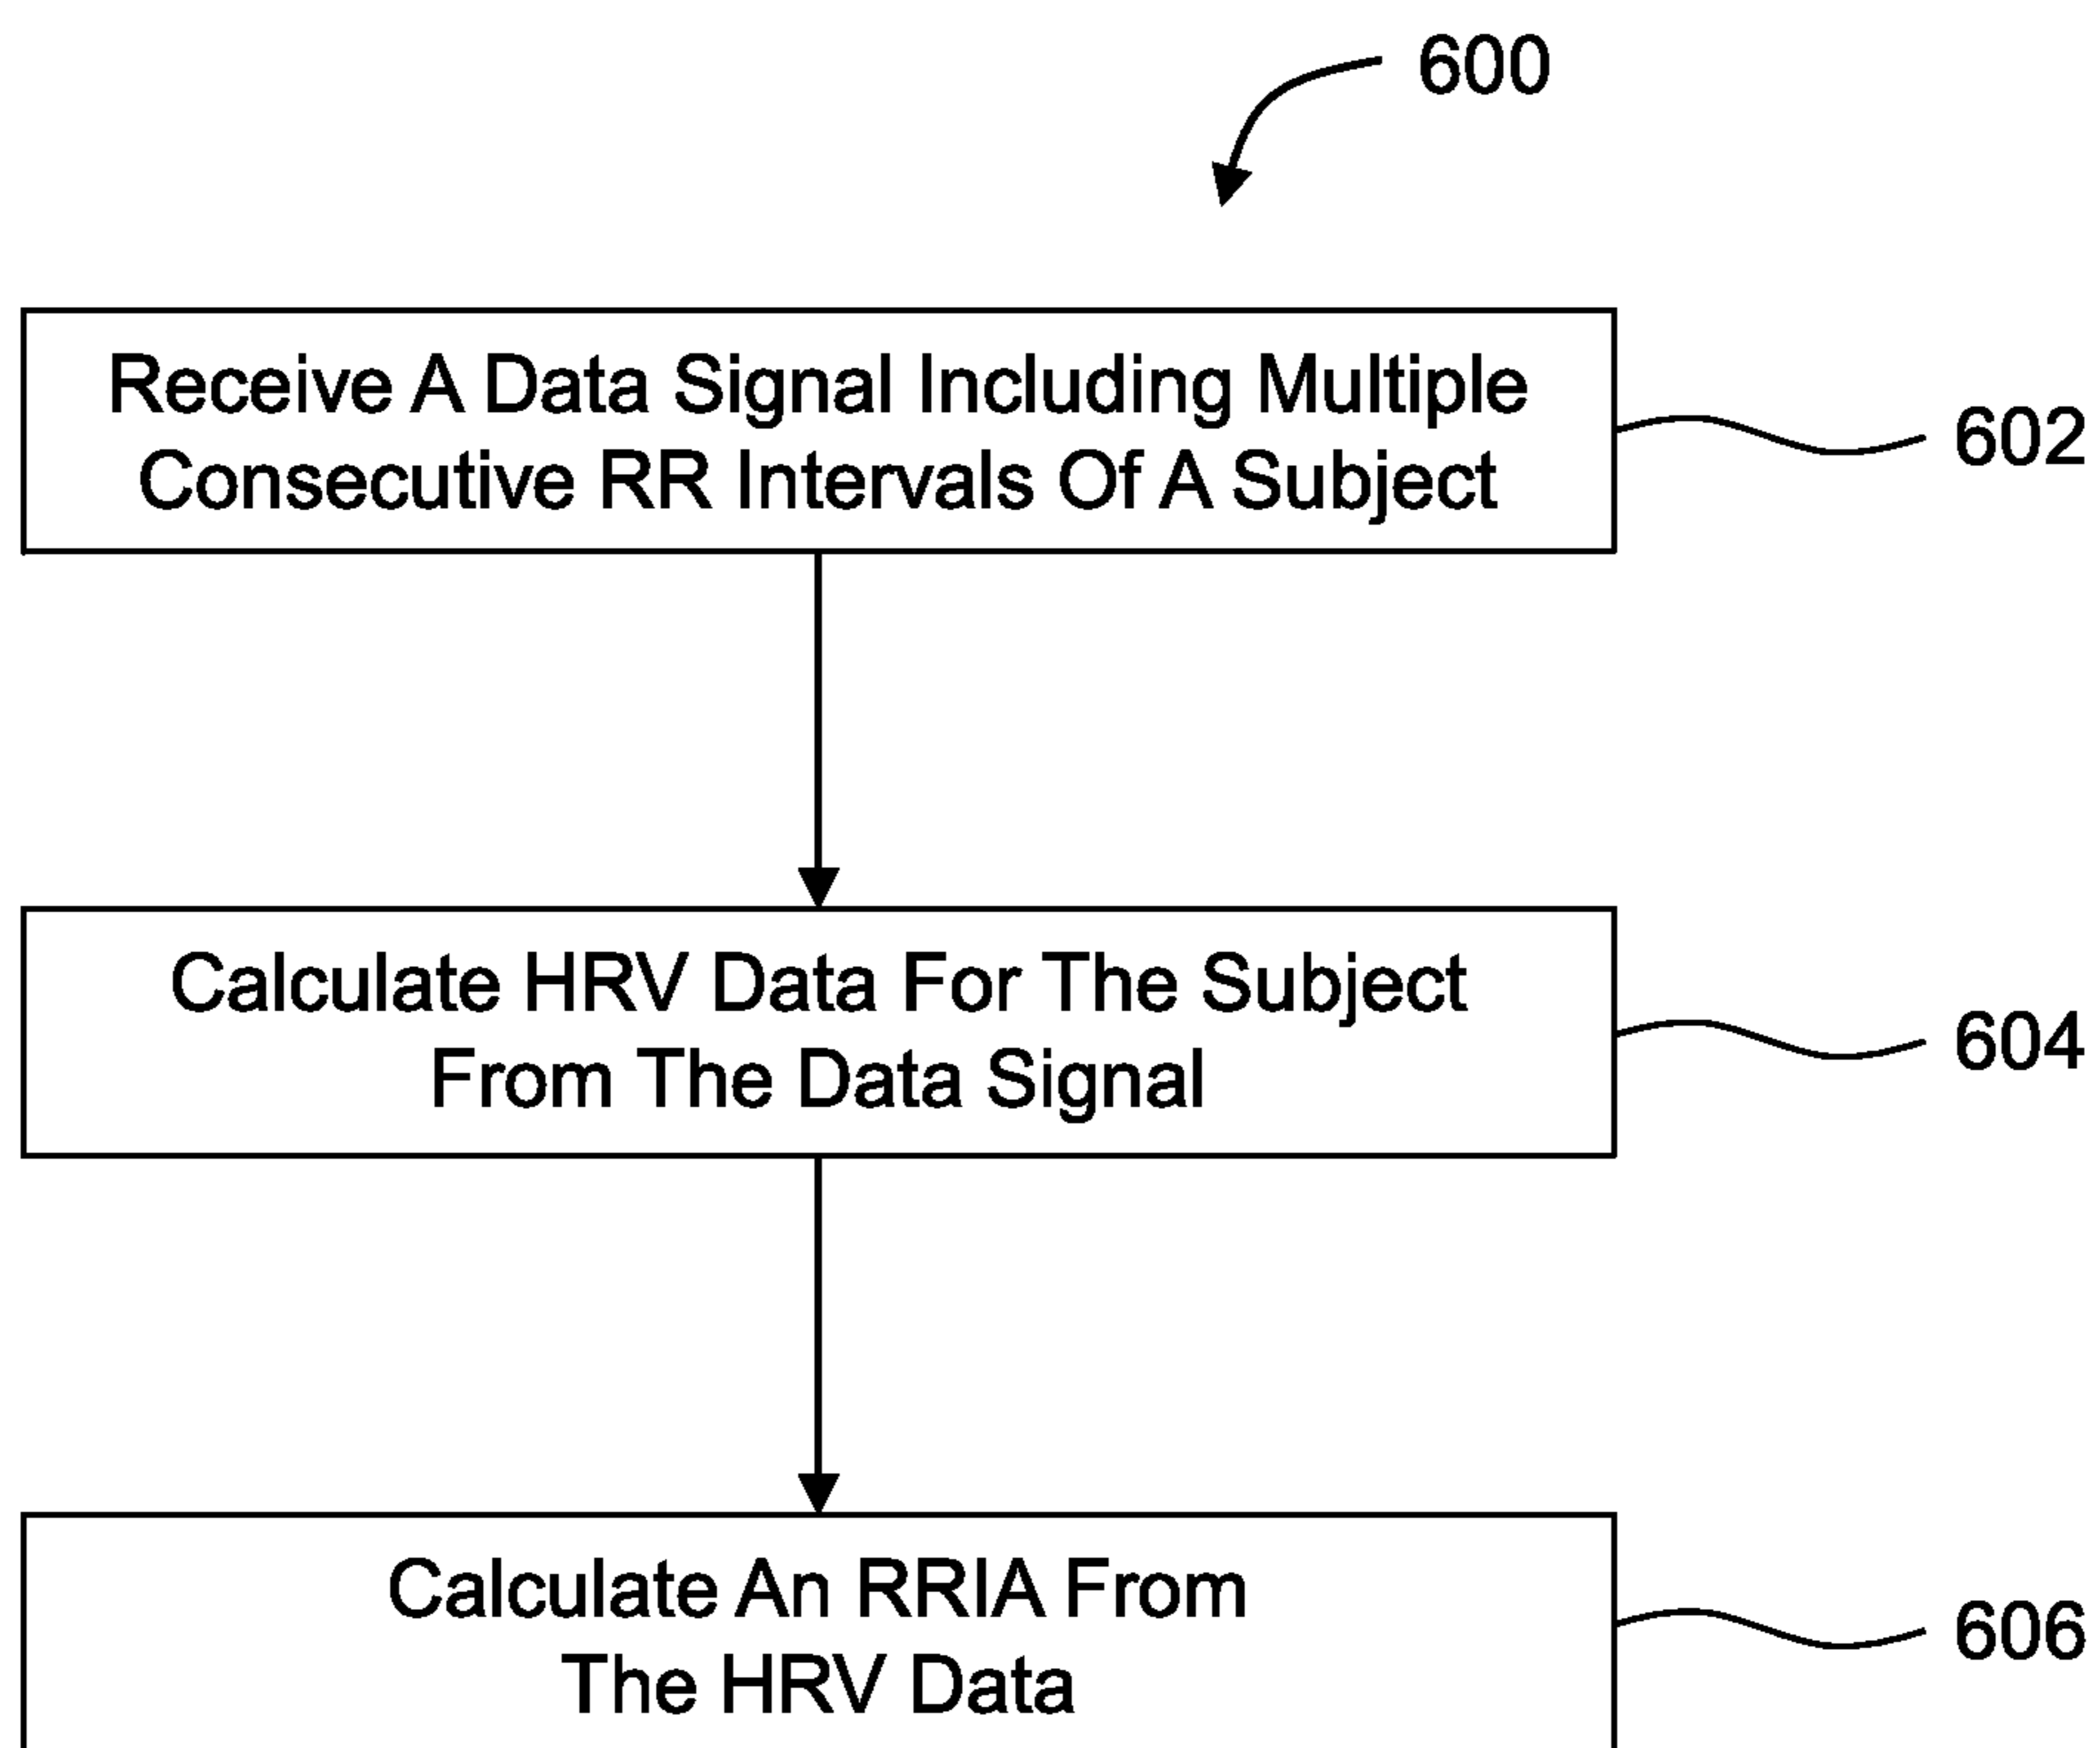 600
Receive A Data Signal Including Multiple
Consecutive RR Intervals Of A Subject
602
Calculate HRV Data For The Subject
From The Data Signal
604
Calculate An RRIA From
The HRV Data
606